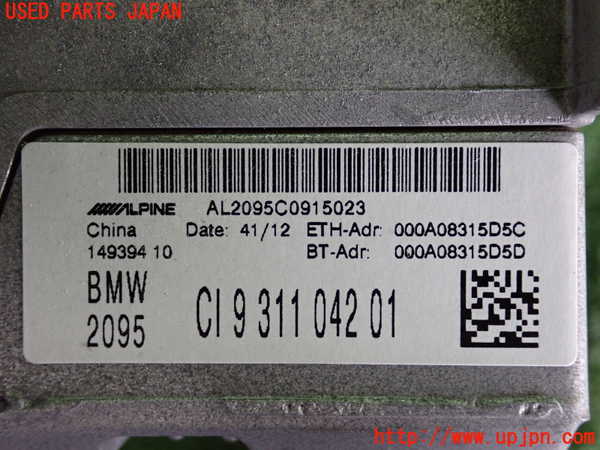 USED PARTS JAPAN
ALPINE AL2095C0915023
China Date: 41/12 ETH-Adr: 000A08315D5C
149394 10 BT-Adr: 000A08315D5D
BMW
2095 CI 9 311 042 01
http://www.upjpn.com